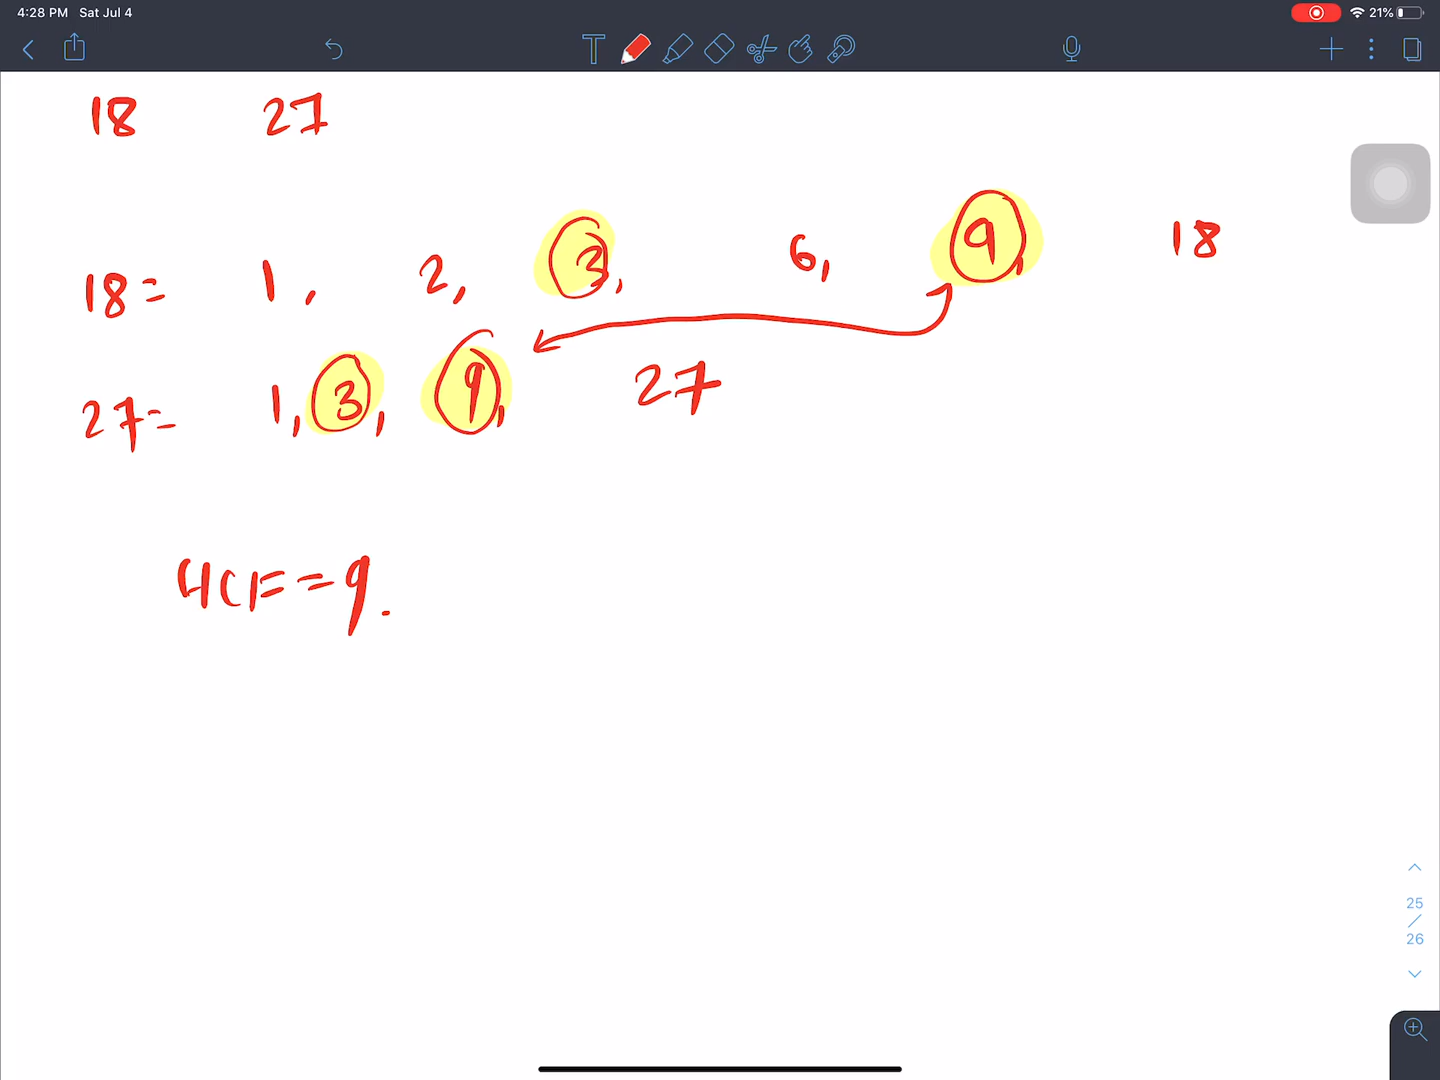 4:28 PM Sat Jul 4 21%
T
18 27
18= 1, 2, 3, 6, 9, 18
27= 1, 3, 9, 27
HCF=9.
25
/
26